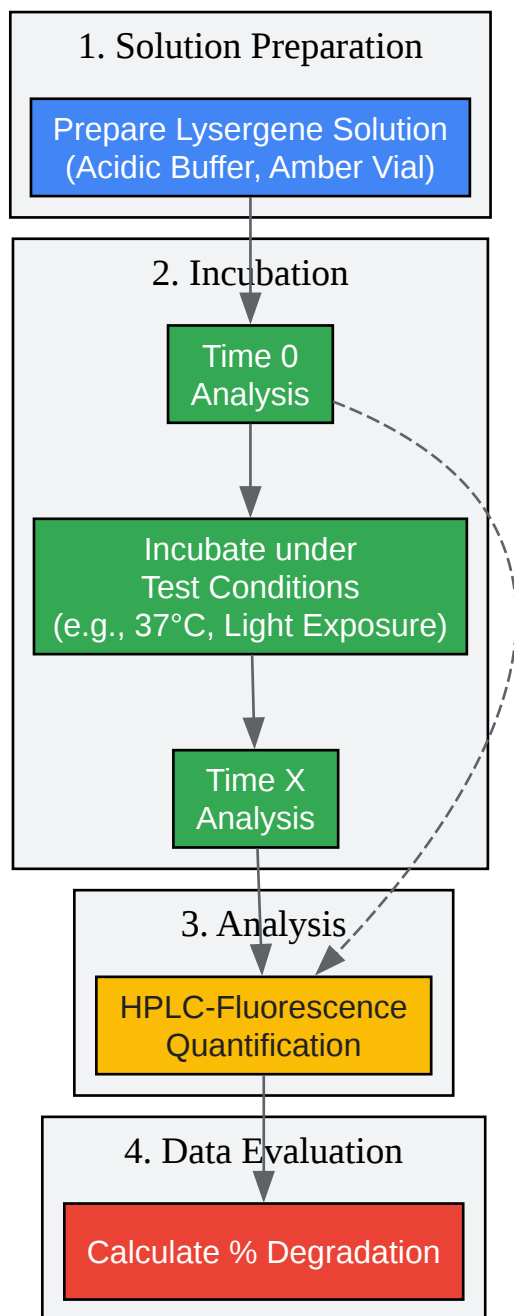 1. Solution Preparation
Prepare Lysergene Solution
(Acidic Buffer, Amber Vial)
2. Incubation
Time 0
Analysis
Incubate under
Test Conditions
(e.g., 37°C, Light Exposure)
Time X
Analysis
3. Analysis
HPLC-Fluorescence
Quantification
4. Data Evaluation
Calculate % Degradation